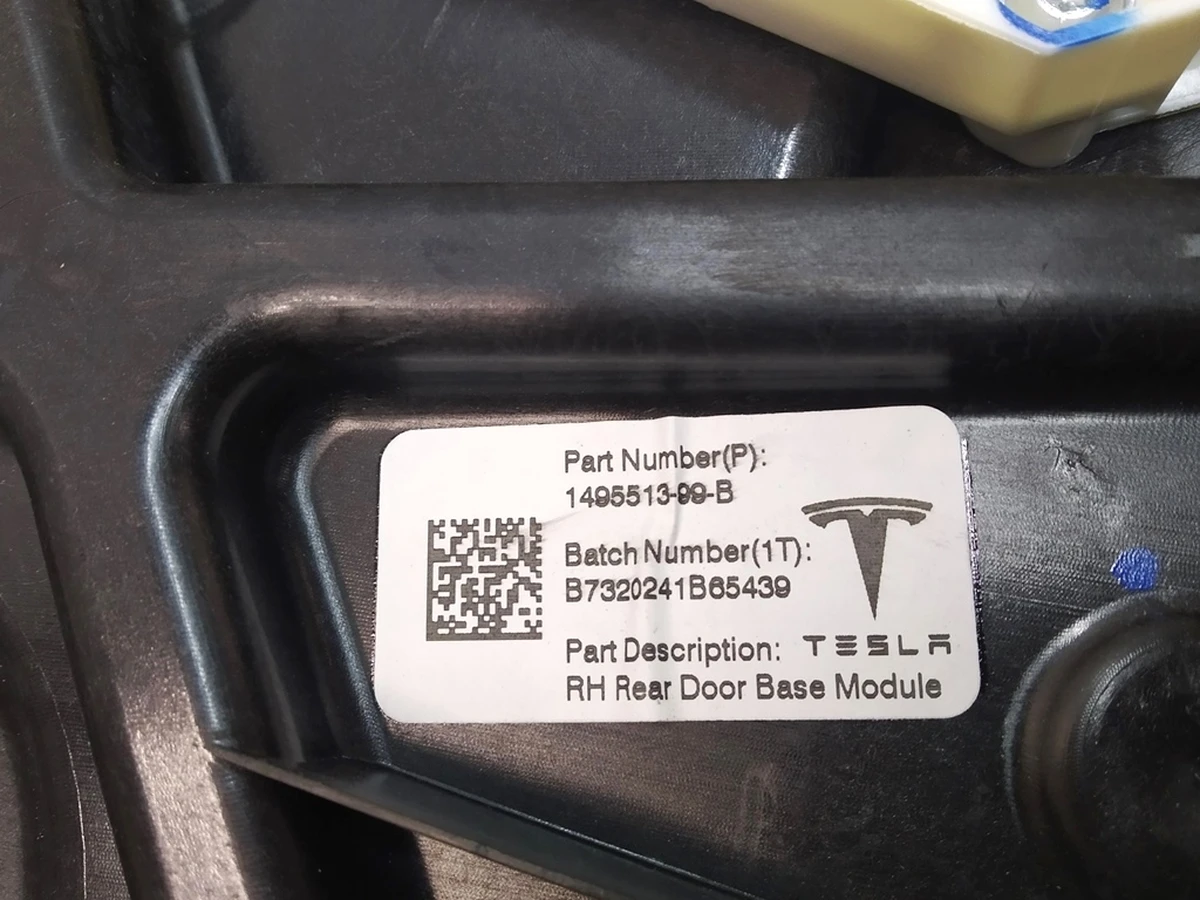 Part Number(P):
1495513-99-B
Batch Number(1T):
B7320241B65439
Part Description:
TESLA
RH Rear Door Base Module